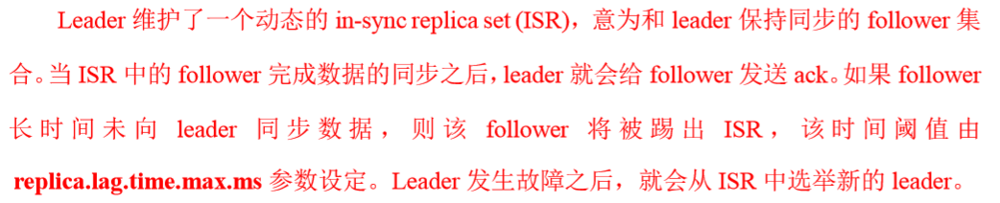 Leader 维护了一个动态的 in-sync replica set (ISR)，意为和 leader 保持同步的 follower 集
合。当 ISR 中的 follower 完成数据的同步之后，leader 就会给 follower 发送 ack。如果 follower
长时间未向 leader 同步数据，则该 follower 将被踢出 ISR，该时间阈值由
replica.lag.time.max.ms 参数设定。Leader 发生故障之后，就会从 ISR 中选举新的 leader。